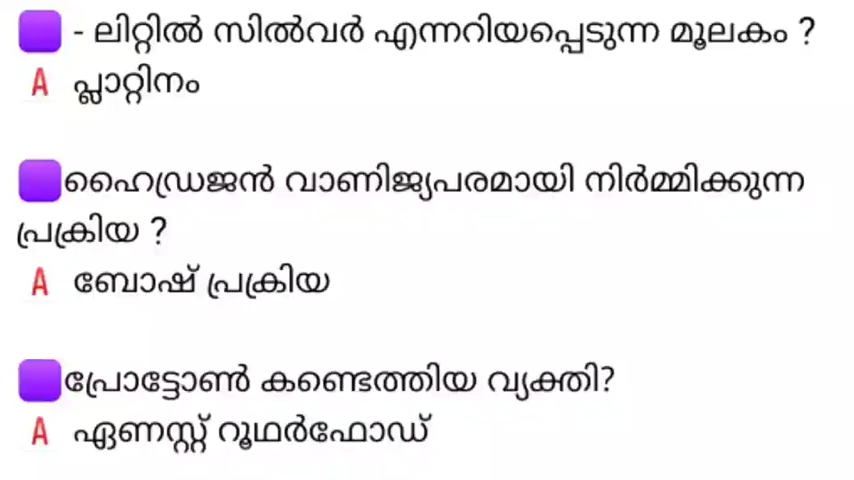 - ലിറ്റിൽ സിൽവർ എന്നറിയപ്പെടുന്ന മൂലകം ?
A പ്ലാറ്റിനം
ഹൈഡ്രജൻ വാണിജ്യപരമായി നിർമ്മിക്കുന്ന
പ്രക്രിയ ?
A ബോഷ് പ്രക്രിയ
പ്രോട്ടോൺ കണ്ടെത്തിയ വ്യക്തി?
A ഏണസ്റ്റ് റൂഥർഫോഡ്